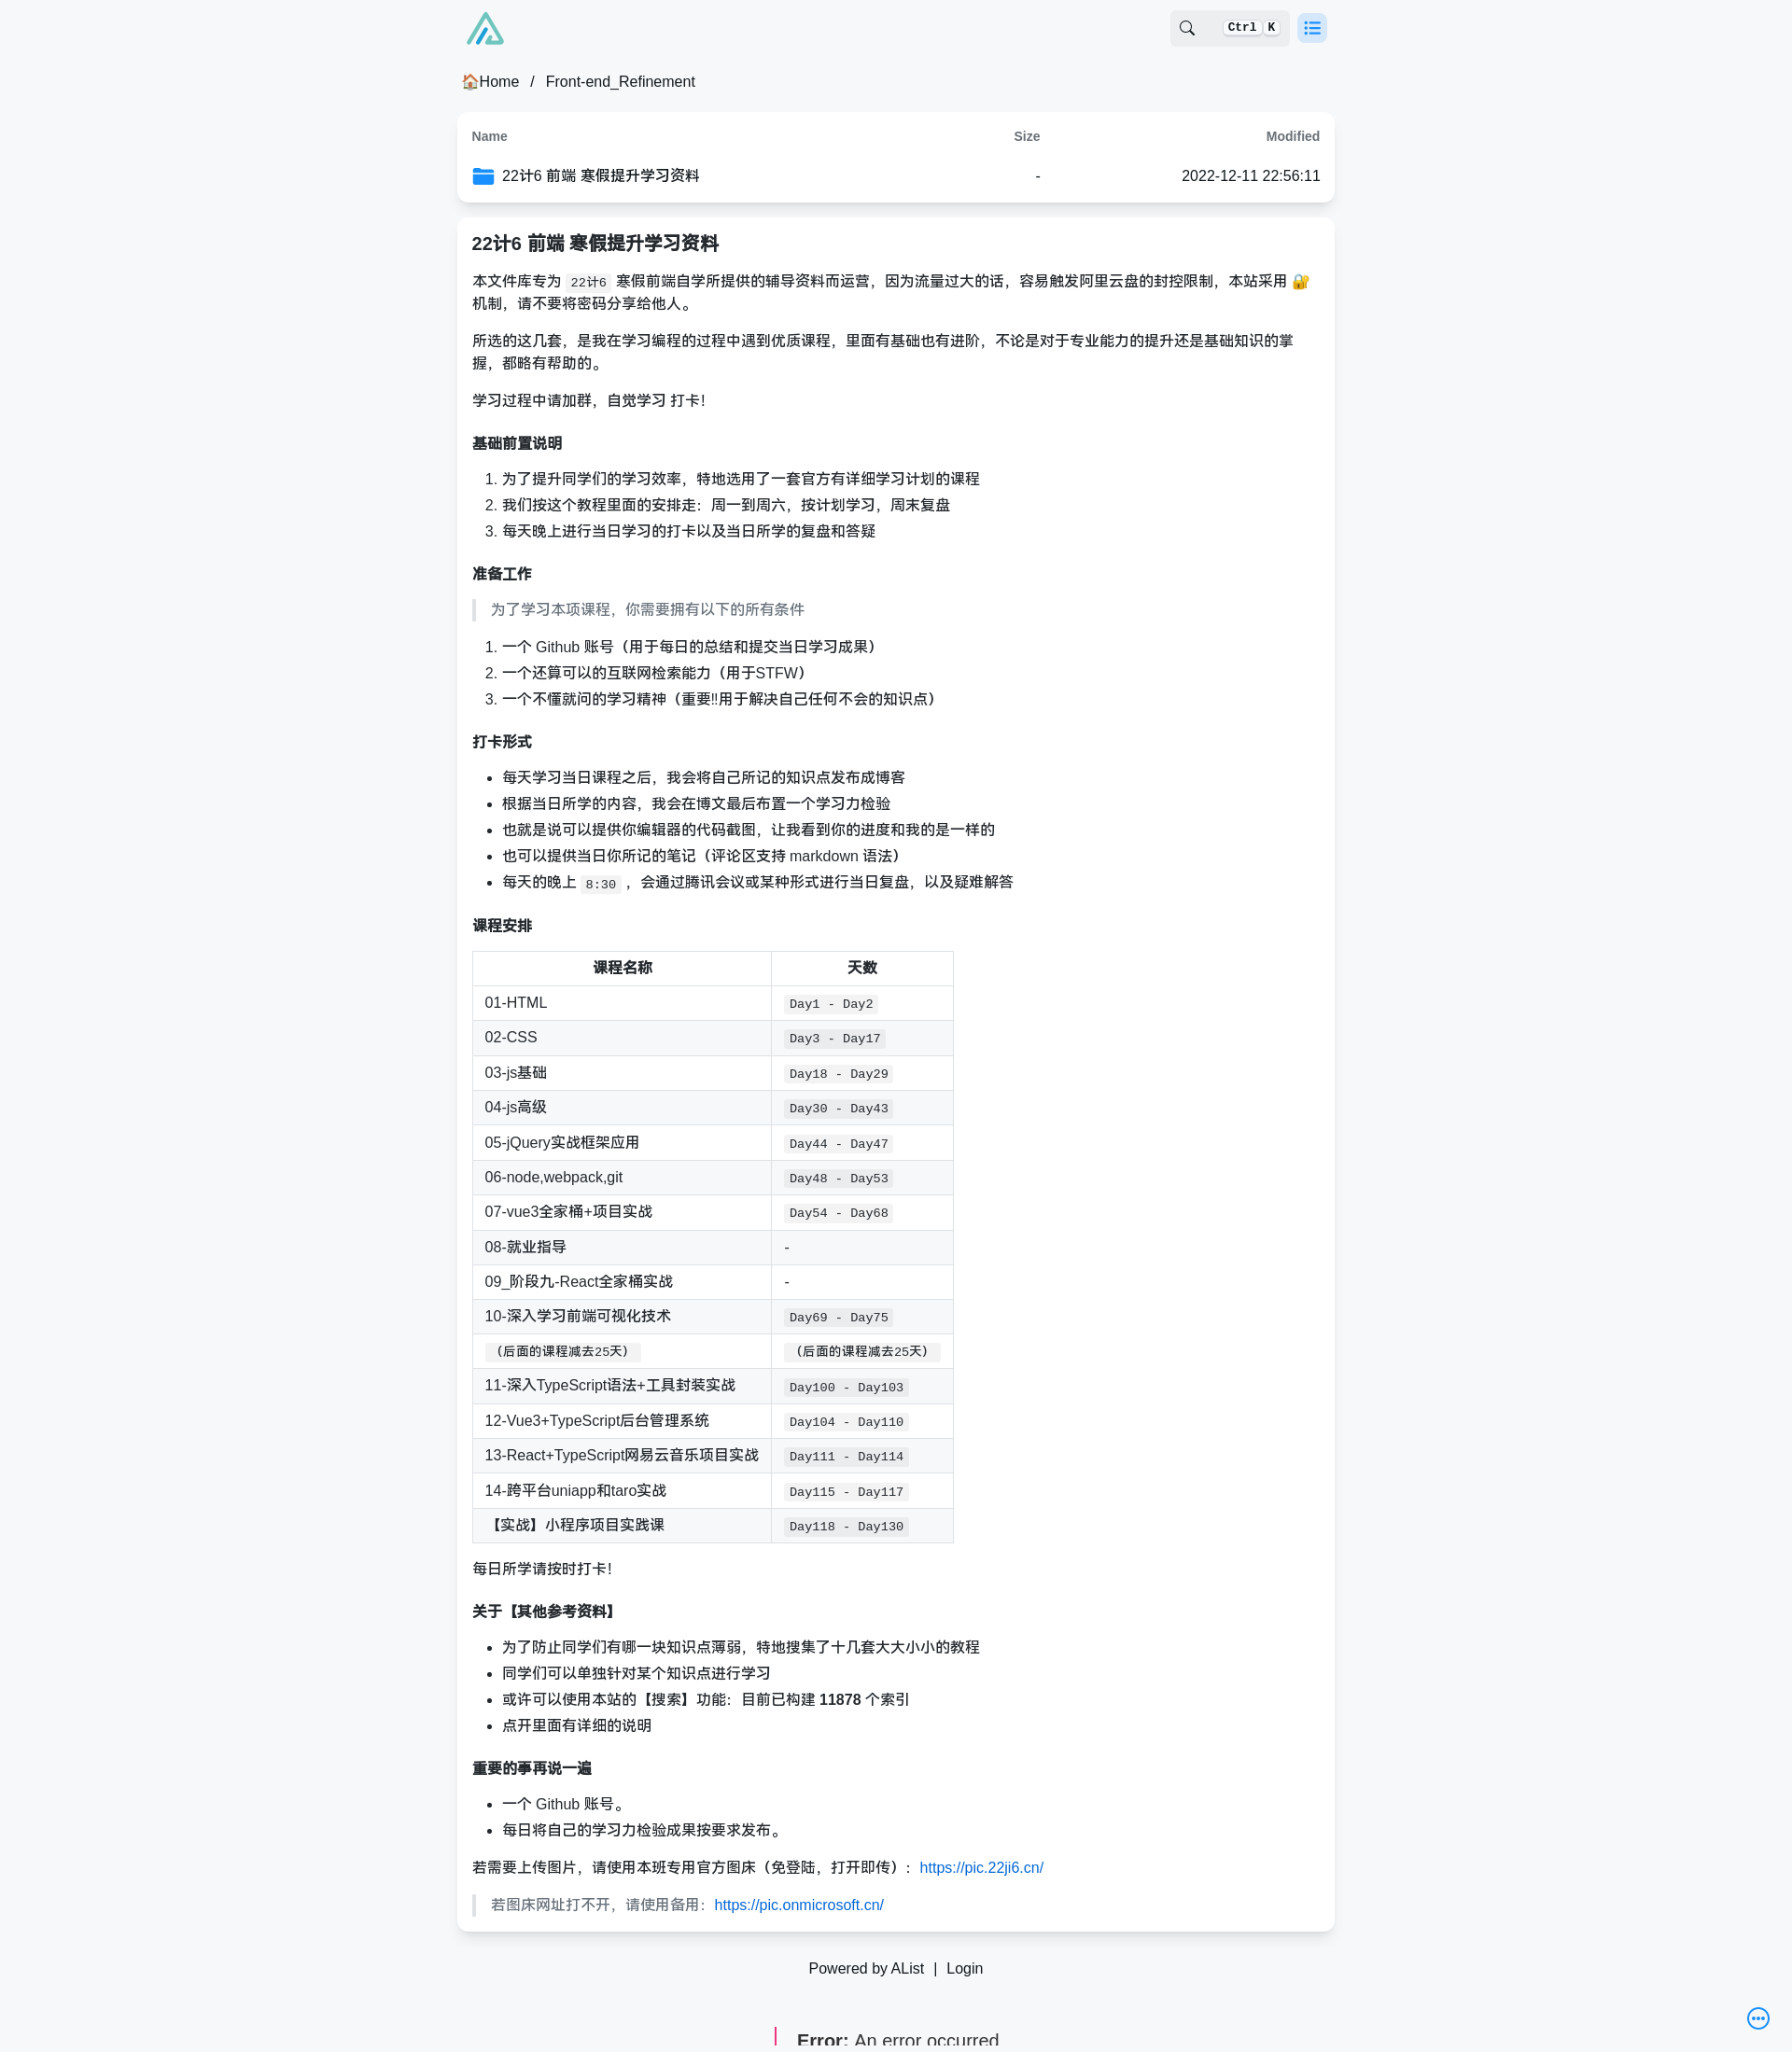 Ctrl K
🏠Home / Front-end_Refinement
Name Size Modified
22计6 前端 寒假提升学习资料 - 2022-12-11 22:56:11
22计6 前端 寒假提升学习资料
本文件库专为 22计6 寒假前端自学所提供的辅导资料而运营，因为流量过大的话，容易触发阿里云盘的封控限制，本站采用 🔐
机制，请不要将密码分享给他人。
所选的这几套，是我在学习编程的过程中遇到优质课程，里面有基础也有进阶，不论是对于专业能力的提升还是基础知识的掌
握，都略有帮助的。
学习过程中请加群，自觉学习 打卡！
基础前置说明
1. 为了提升同学们的学习效率，特地选用了一套官方有详细学习计划的课程
2. 我们按这个教程里面的安排走：周一到周六，按计划学习，周末复盘
3. 每天晚上进行当日学习的打卡以及当日所学的复盘和答疑
准备工作
为了学习本项课程，你需要拥有以下的所有条件
1. 一个 Github 账号（用于每日的总结和提交当日学习成果）
2. 一个还算可以的互联网检索能力（用于STFW）
3. 一个不懂就问的学习精神（重要!!用于解决自己任何不会的知识点）
打卡形式
• 每天学习当日课程之后，我会将自己所记的知识点发布成博客
• 根据当日所学的内容，我会在博文最后布置一个学习力检验
• 也就是说可以提供你编辑器的代码截图，让我看到你的进度和我的是一样的
• 也可以提供当日你所记的笔记（评论区支持 markdown 语法）
• 每天的晚上 8:30 ，会通过腾讯会议或某种形式进行当日复盘，以及疑难解答
课程安排
课程名称 天数
01-HTML Day1 - Day2
02-CSS Day3 - Day17
03-js基础 Day18 - Day29
04-js高级 Day30 - Day43
05-jQuery实战框架应用 Day44 - Day47
06-node,webpack,git Day48 - Day53
07-vue3全家桶+项目实战 Day54 - Day68
08-就业指导 -
09_阶段九-React全家桶实战 -
10-深入学习前端可视化技术 Day69 - Day75
（后面的课程减去25天） （后面的课程减去25天）
11-深入TypeScript语法+工具封装实战 Day100 - Day103
12-Vue3+TypeScript后台管理系统 Day104 - Day110
13-React+TypeScript网易云音乐项目实战 Day111 - Day114
14-跨平台uniapp和taro实战 Day115 - Day117
【实战】小程序项目实践课 Day118 - Day130
每日所学请按时打卡！
关于【其他参考资料】
• 为了防止同学们有哪一块知识点薄弱，特地搜集了十几套大大小小的教程
• 同学们可以单独针对某个知识点进行学习
• 或许可以使用本站的【搜索】功能：目前已构建 11878 个索引
• 点开里面有详细的说明
重要的事再说一遍
• 一个 Github 账号。
• 每日将自己的学习力检验成果按要求发布。
若需要上传图片，请使用本班专用官方图床（免登陆，打开即传）：https://pic.22ji6.cn/
若图床网址打不开，请使用备用：https://pic.onmicrosoft.cn/
Powered by AList | Login
Error: An error occurred